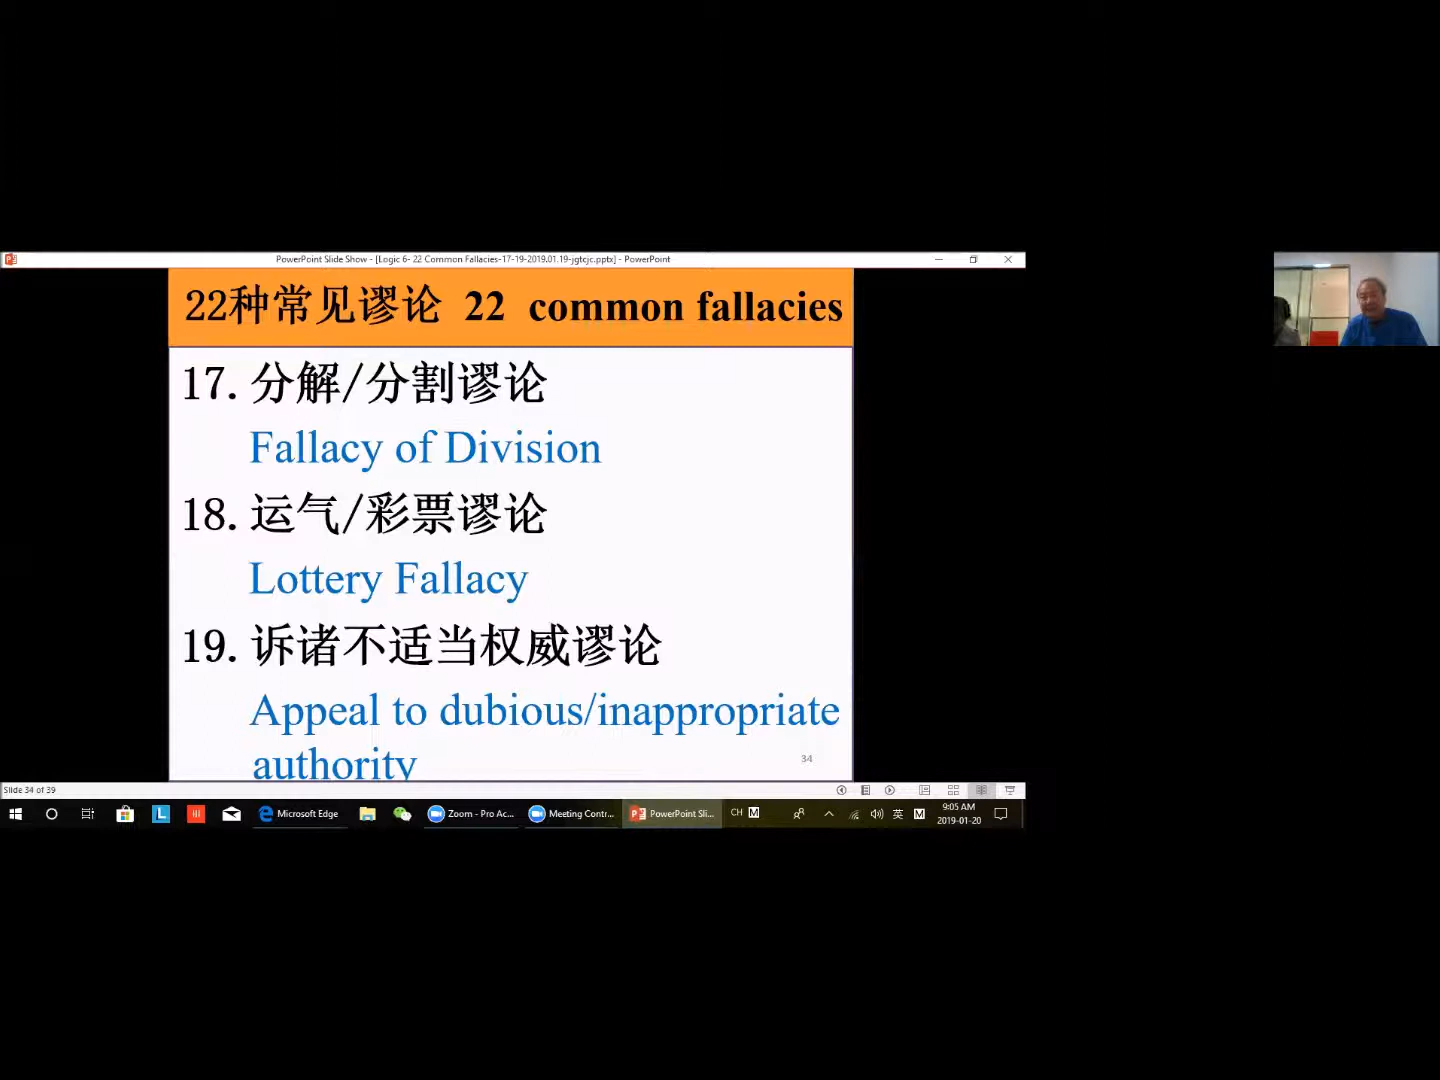 PowerPoint Slide Show - [Logic 6- 22 Common Fallacies-17-19-2019.01.19-jgtcjc.pptx] - PowerPoint
22种常见谬论 22 common fallacies
17. 分解/分割谬论
Fallacy of Division
18. 运气/彩票谬论
Lottery Fallacy
19. 诉诸不适当权威谬论
Appeal to dubious/inappropriate
authority
34
Slide 34 of 39
L
Microsoft Edge
Zoom - Pro Ac...
Meeting Contr...
PowerPoint Sli...
CH M
英 M
9:05 AM
2019-01-20